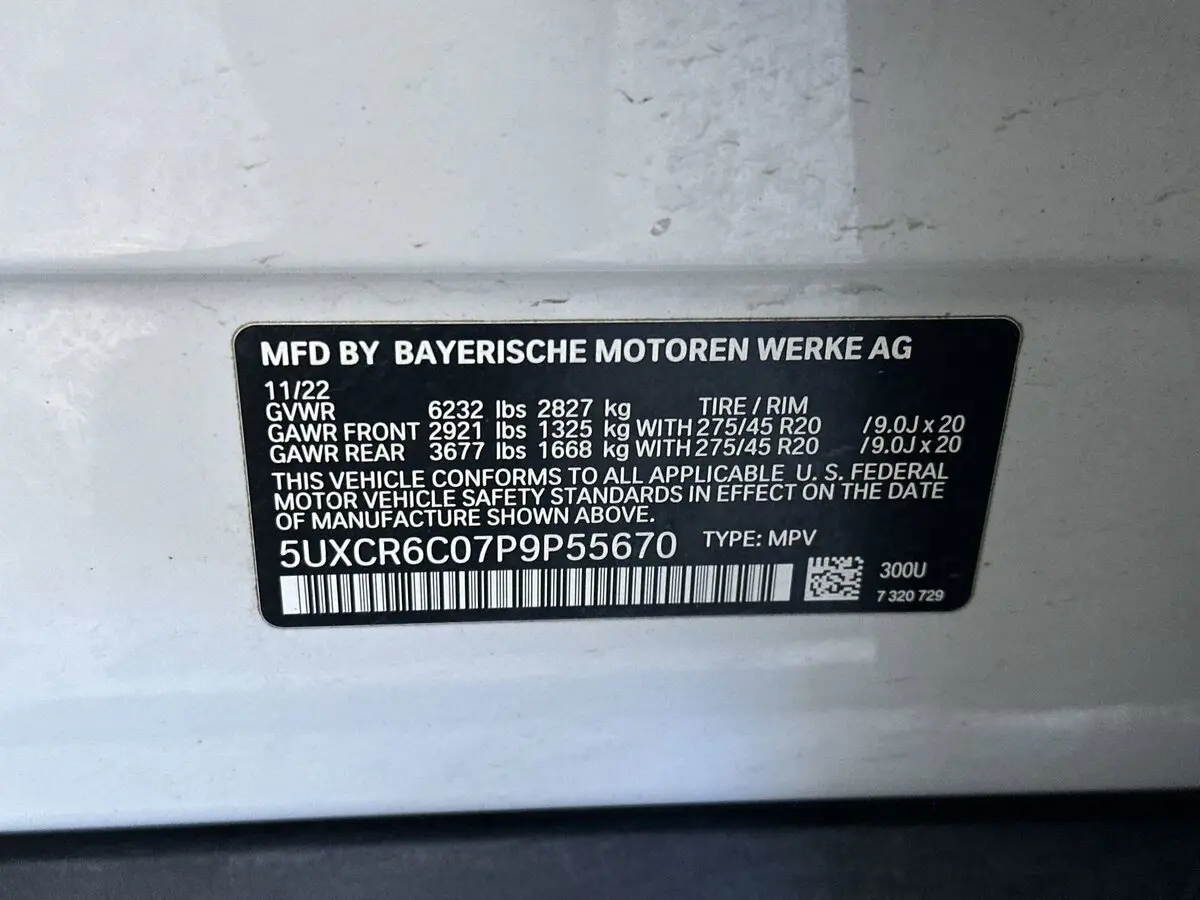 MFD BY BAYERISCHE MOTOREN WERKE AG
11/22
GVWR 6232 lbs 2827 kg TIRE / RIM
GAWR FRONT 2921 lbs 1325 kg WITH 275/45 R20 /9.0J x 20
GAWR REAR 3677 lbs 1668 kg WITH 275/45 R20 /9.0J x 20
THIS VEHICLE CONFORMS TO ALL APPLICABLE U. S. FEDERAL
MOTOR VEHICLE SAFETY STANDARDS IN EFFECT ON THE DATE
OF MANUFACTURE SHOWN ABOVE.
5UXCR6C07P9P55670 TYPE: MPV
300U
7 320 729